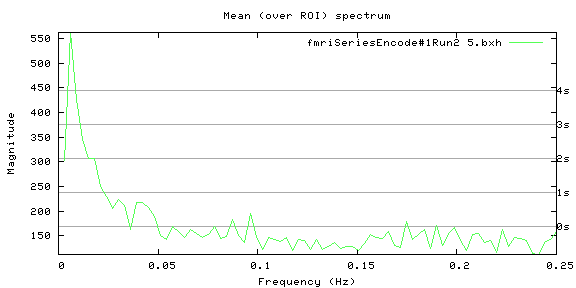 Mean (over ROI) spectrum
fmriSeriesEncode#1Run2 5.bxh
550
500
450
400
350
300
250
200
150
4s
3s
2s
1s
0s
Magnitude
0 0.05 0.1 0.15 0.2 0.25
Frequency (Hz)